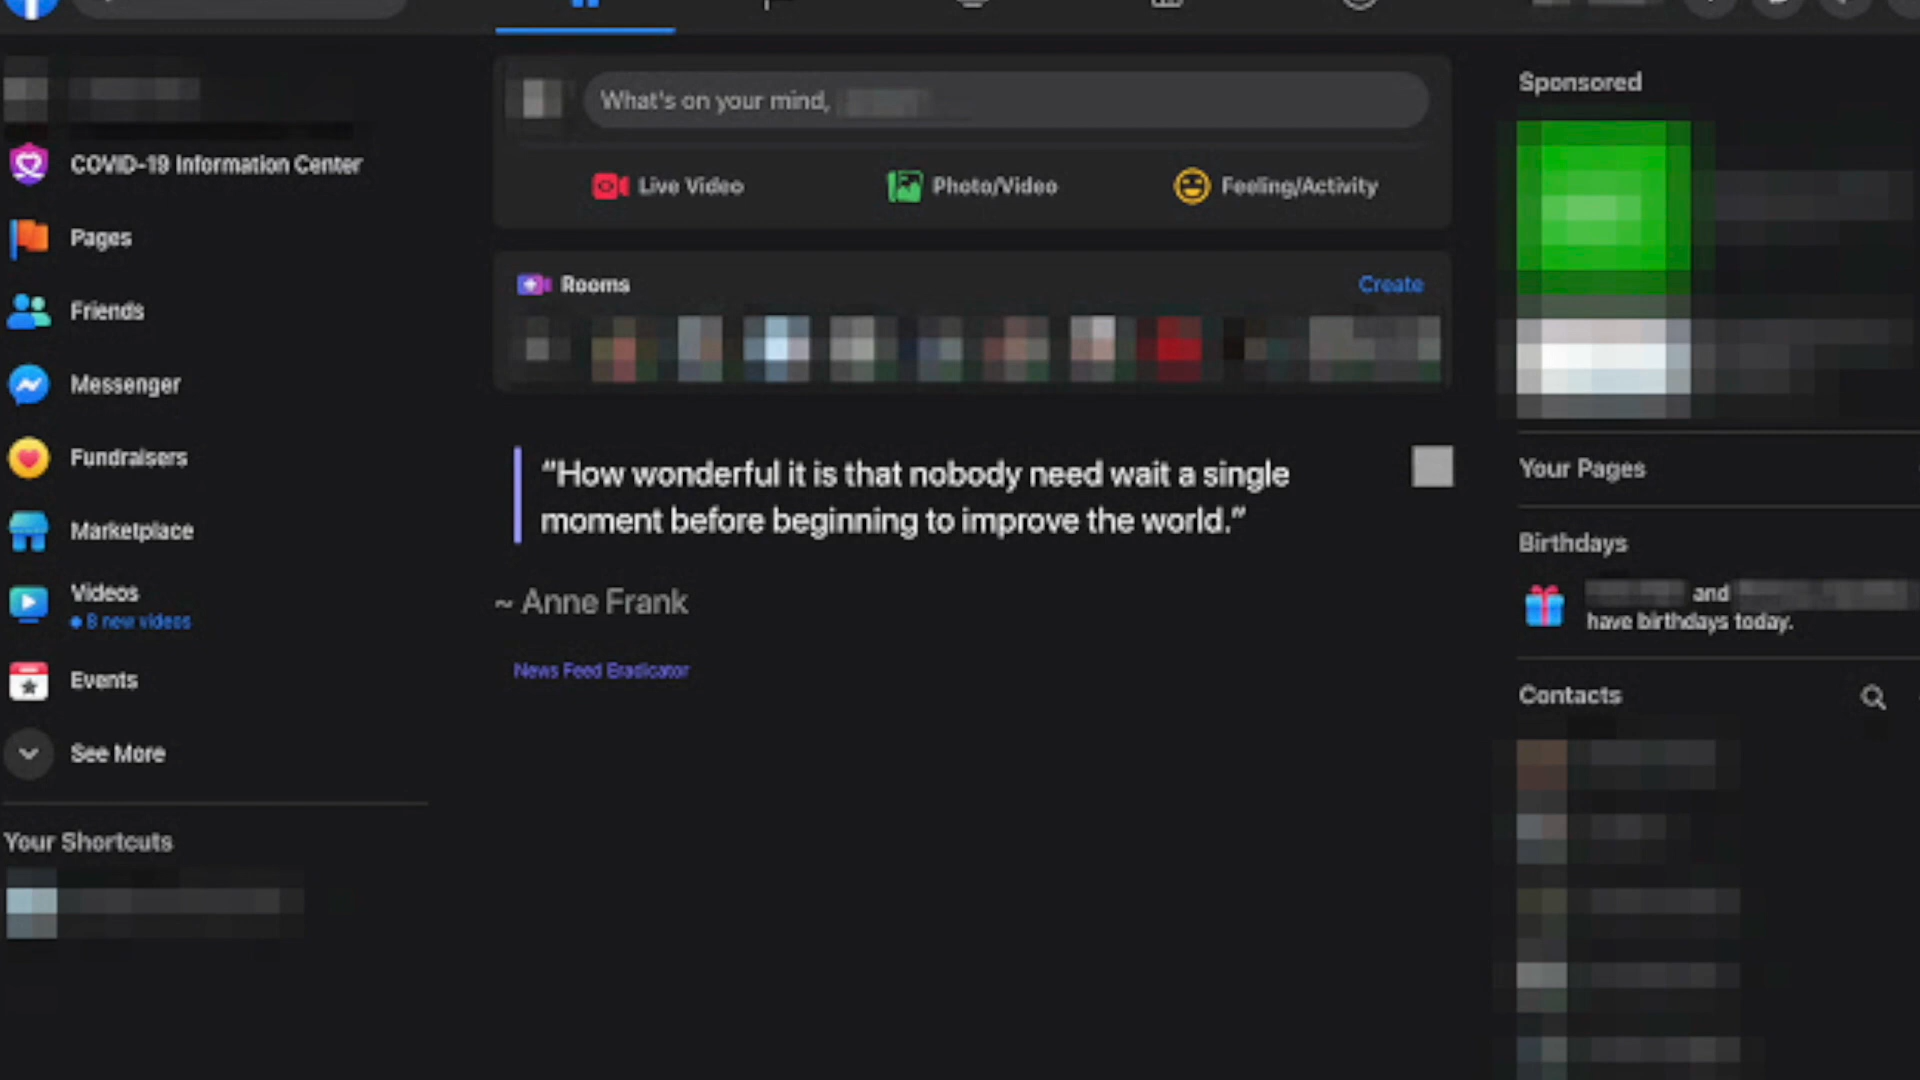 COVID-19 Information Center
Pages
Friends
Messenger
Fundraisers
Marketplace
Videos
8 new videos
Events
See More
Your Shortcuts
What's on your mind,
Live Video
Photo/Video
Feeling/Activity
Rooms
Create
“How wonderful it is that nobody need wait a single
moment before beginning to improve the world.”
~ Anne Frank
News Feed Eradicator
Sponsored
Your Pages
Birthdays
and
have birthdays today.
Contacts